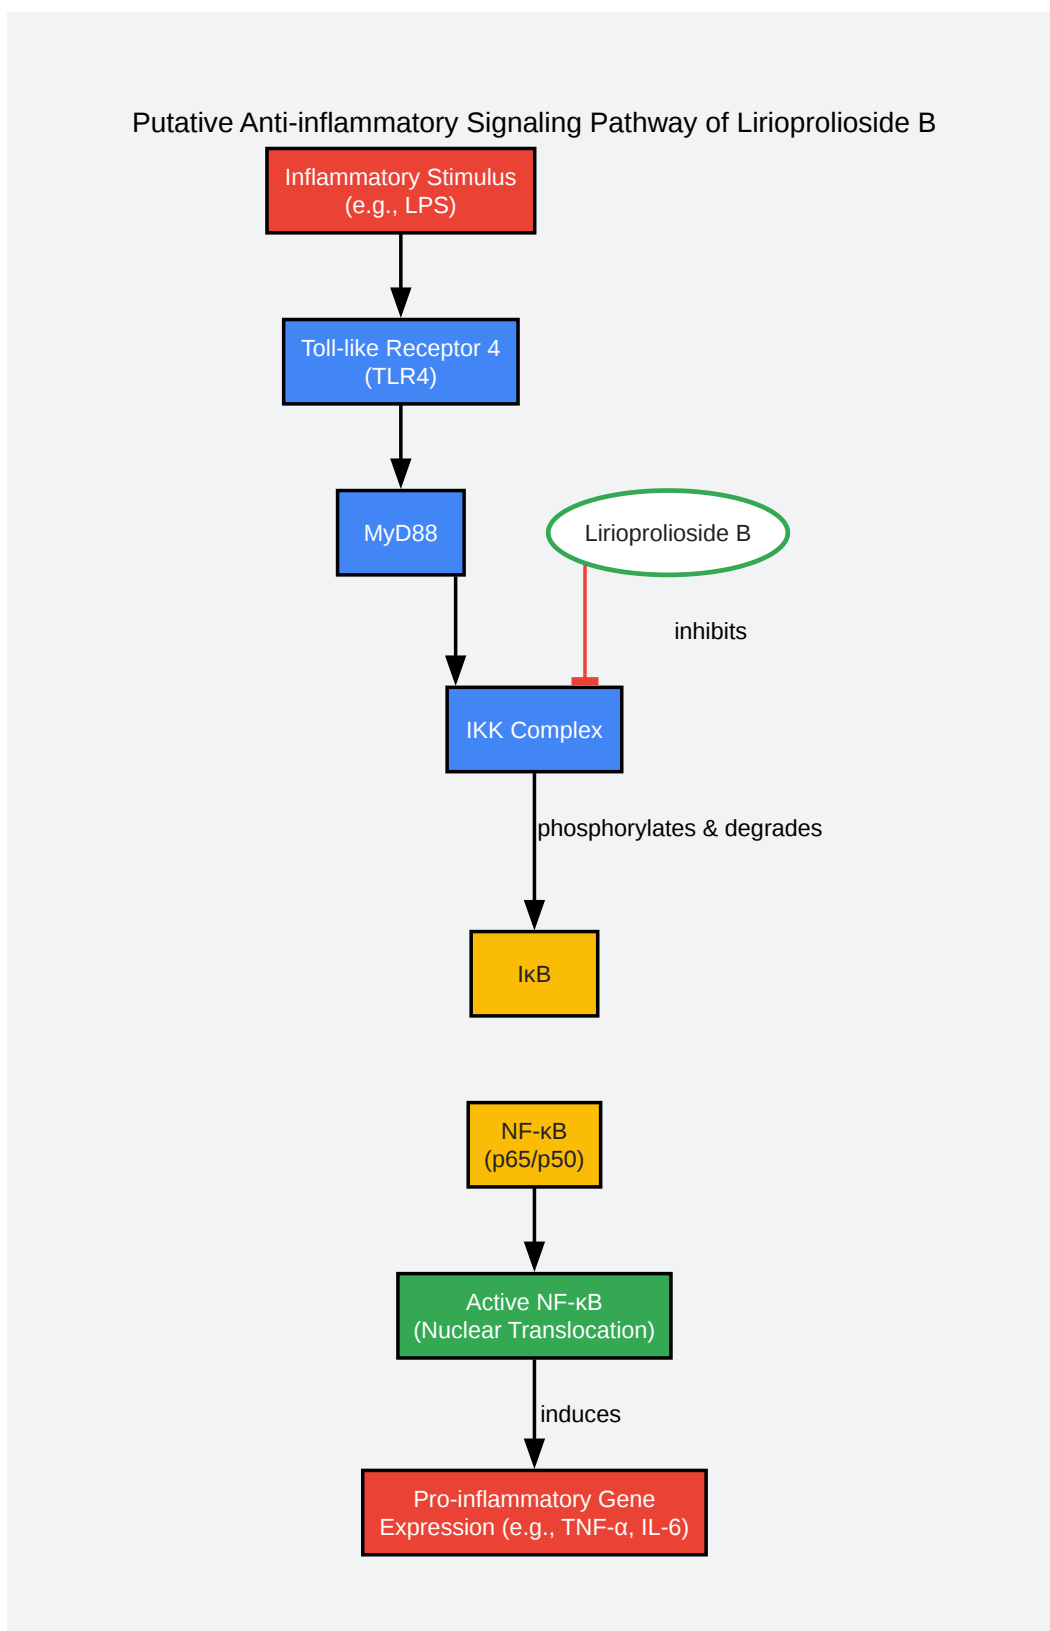 Putative Anti-inflammatory Signaling Pathway of Lirioprolioside B
Inflammatory Stimulus
(e.g., LPS)
Toll-like Receptor 4
(TLR4)
MyD88
Lirioprolioside B
inhibits
IKK Complex
phosphorylates & degrades
IκB
NF-κB
(p65/p50)
Active NF-κB
(Nuclear Translocation)
induces
Pro-inflammatory Gene
Expression (e.g., TNF-α, IL-6)